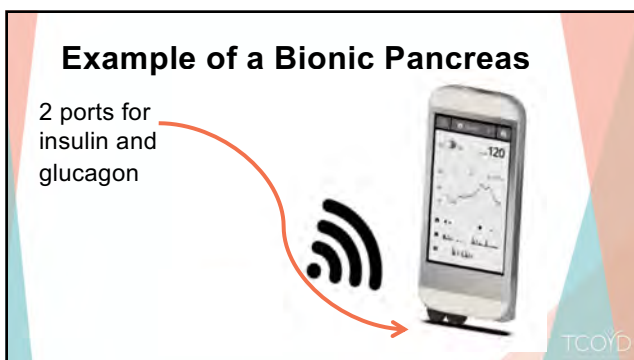 Example of a Bionic Pancreas
2 ports for
insulin and
glucagon
120
TCOYD